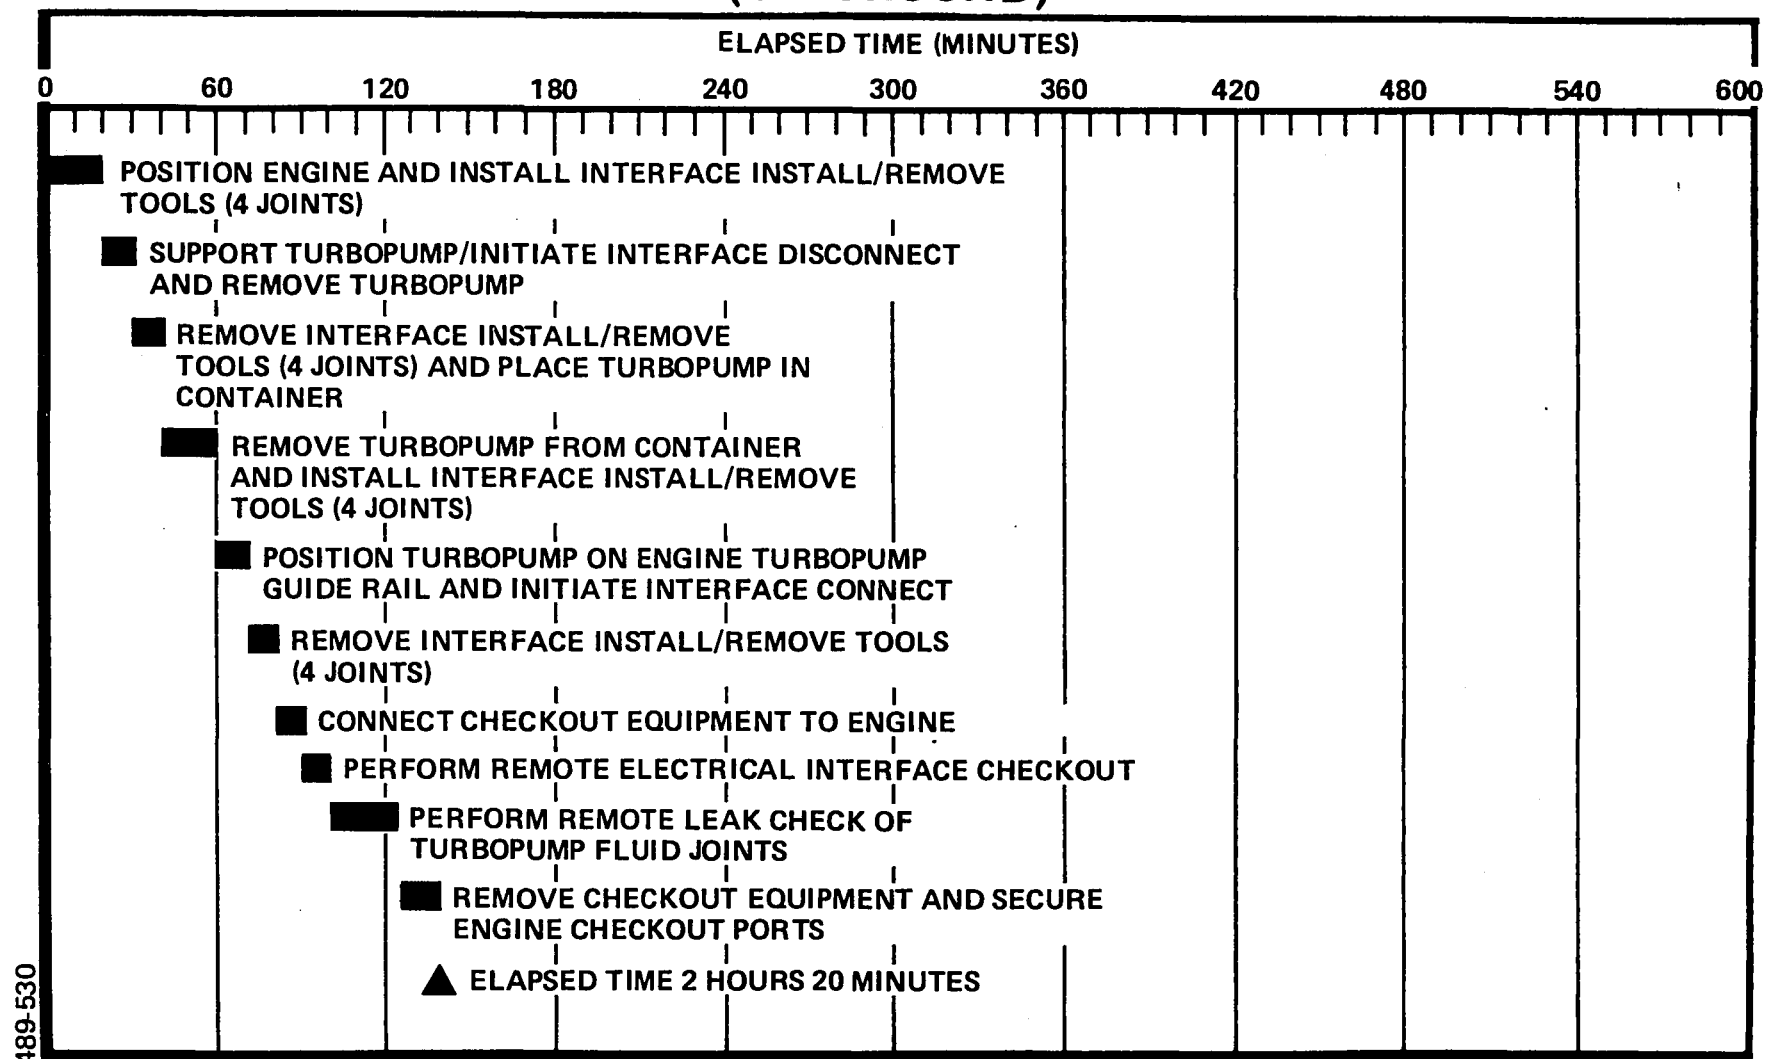 ELAPSED TIME (MINUTES)
0 60 120 180 240 300 360 420 480 540 600
POSITION ENGINE AND INSTALL INTERFACE INSTALL/REMOVE
TOOLS (4 JOINTS)
SUPPORT TURBOPUMP/INITIATE INTERFACE DISCONNECT
AND REMOVE TURBOPUMP
REMOVE INTERFACE INSTALL/REMOVE
TOOLS (4 JOINTS) AND PLACE TURBOPUMP IN
CONTAINER
REMOVE TURBOPUMP FROM CONTAINER
AND INSTALL INTERFACE INSTALL/REMOVE
TOOLS (4 JOINTS)
POSITION TURBOPUMP ON ENGINE TURBOPUMP
GUIDE RAIL AND INITIATE INTERFACE CONNECT
REMOVE INTERFACE INSTALL/REMOVE TOOLS
(4 JOINTS)
CONNECT CHECKOUT EQUIPMENT TO ENGINE
PERFORM REMOTE ELECTRICAL INTERFACE CHECKOUT
PERFORM REMOTE LEAK CHECK OF
TURBOPUMP FLUID JOINTS
REMOVE CHECKOUT EQUIPMENT AND SECURE
ENGINE CHECKOUT PORTS
ELAPSED TIME 2 HOURS 20 MINUTES
489-530